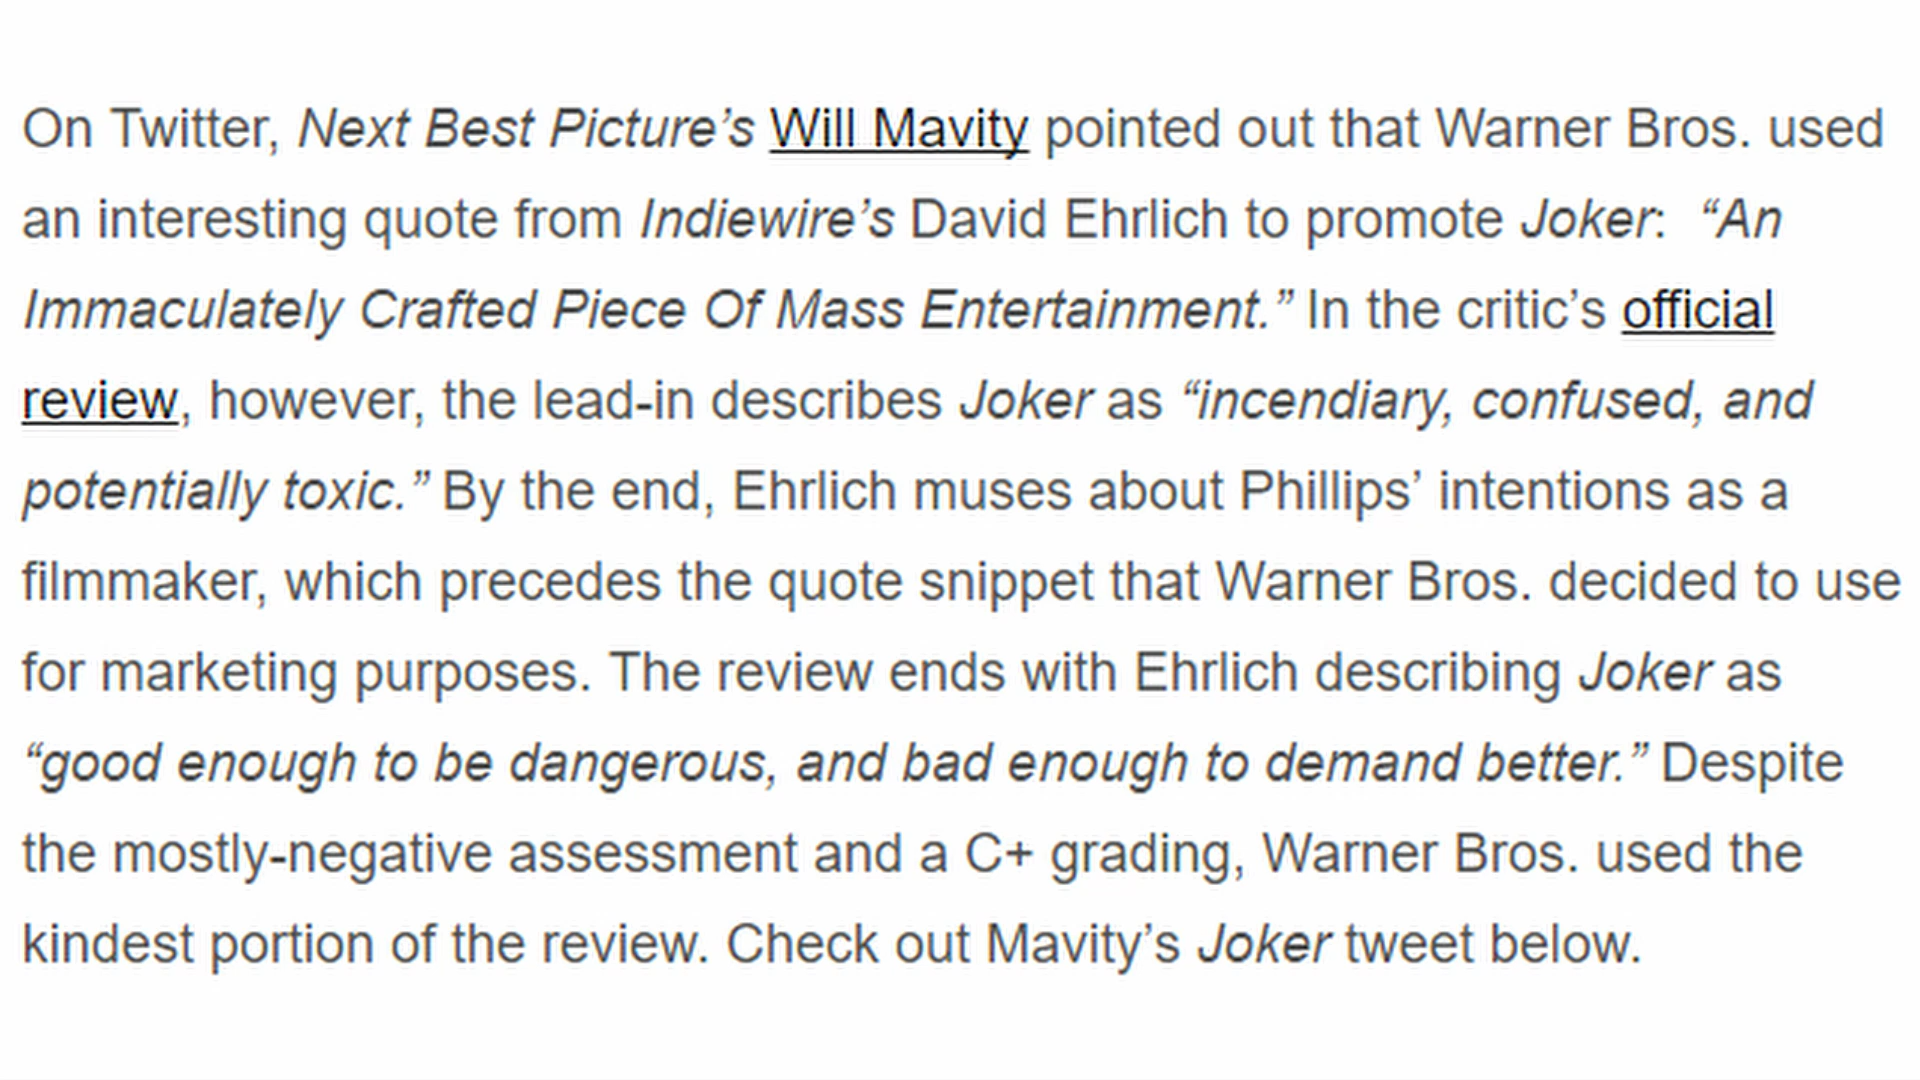 On Twitter, Next Best Picture’s Will Mavity pointed out that Warner Bros. used
an interesting quote from Indiewire’s David Ehrlich to promote Joker:  “An
Immaculately Crafted Piece Of Mass Entertainment.” In the critic’s official
review, however, the lead-in describes Joker as “incendiary, confused, and
potentially toxic.” By the end, Ehrlich muses about Phillips’ intentions as a
filmmaker, which precedes the quote snippet that Warner Bros. decided to use
for marketing purposes. The review ends with Ehrlich describing Joker as
“good enough to be dangerous, and bad enough to demand better.” Despite
the mostly-negative assessment and a C+ grading, Warner Bros. used the
kindest portion of the review. Check out Mavity’s Joker tweet below.